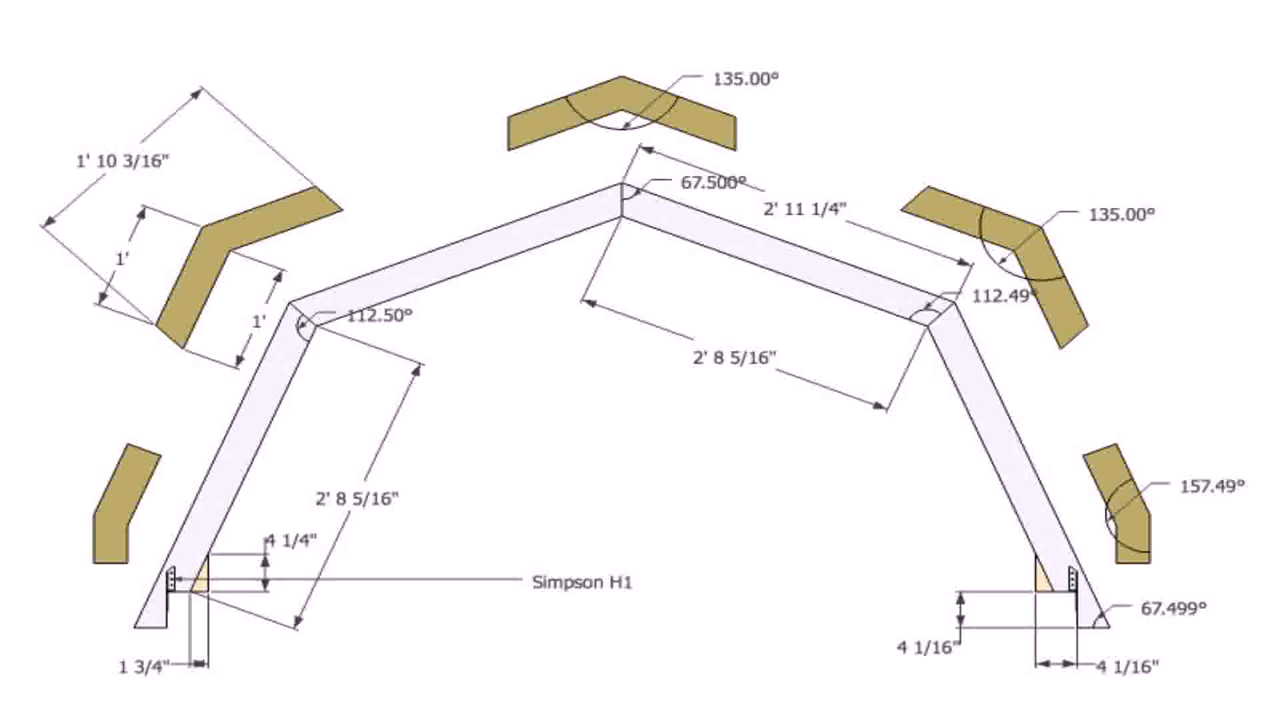 135.00°
1' 10 3/16"
67.500°
2' 11 1/4"
135.00°
1'
1'
112.49°
112.50°
2' 8 5/16"
2' 8 5/16"
157.49°
4 1/4"
Simpson H1
67.499°
4 1/16"
1 3/4"
4 1/16"